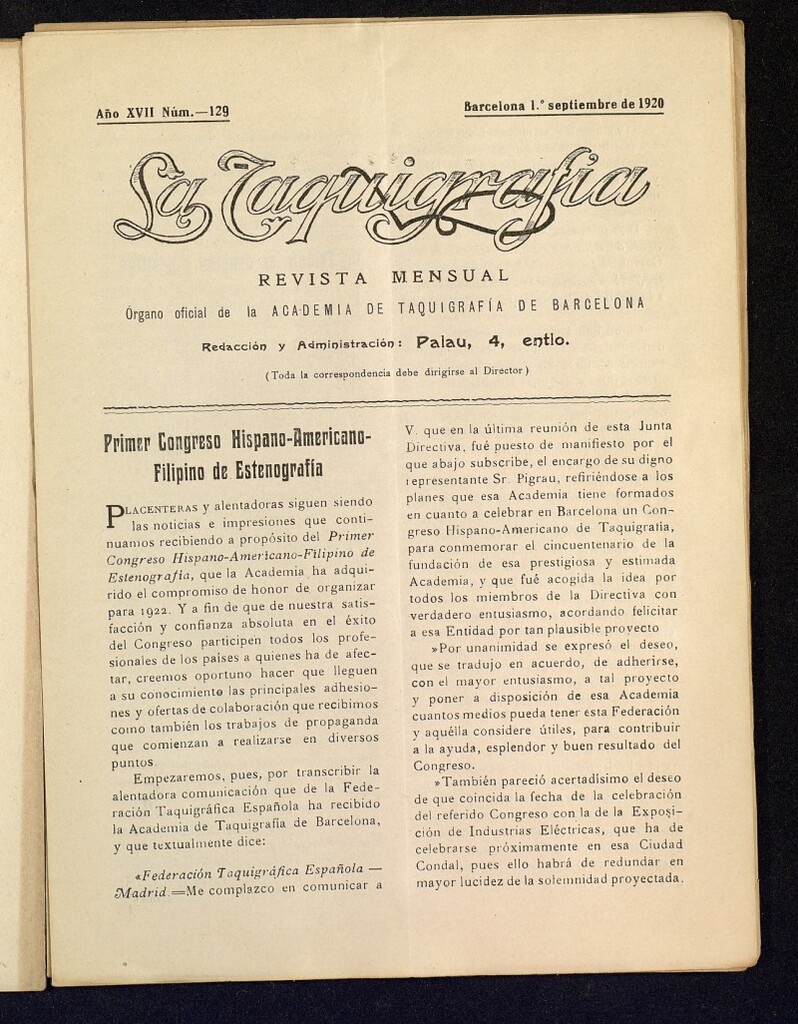 Año XVII Núm.—129
Barcelona 1.º septiembre de 1920
La Taquigrafía
REVISTA MENSUAL
Órgano oficial de la ACADEMIA DE TAQUIGRAFÍA DE BARCELONA
Redacción y Administración: Palau, 4, entlo.
(Toda la correspondencia debe dirigirse al Director)
Primer Congreso Hispano-Americano-
Filipino de Estenografía
PLACENTERAS y alentadoras siguen siendo
las noticias e impresiones que conti-
nuamos recibiendo a propósito del Primer
Congreso Hispano-Americano-Filipino de
Estenografía, que la Academia ha adqui-
rido el compromiso de honor de organizar
para 1922. Y a fin de que de nuestra satis-
facción y confianza absoluta en el éxito
del Congreso participen todos los profe-
sionales de los países a quienes ha de afec-
tar, creemos oportuno hacer que lleguen
a su conocimiento las principales adhesio-
nes y ofertas de colaboración que recibimos
como también los trabajos de propaganda
que comienzan a realizarse en diversos
puntos.
Empezaremos, pues, por transcribir la
alentadora comunicación que de la Fede-
ración Taquigráfica Española ha recibido
la Academia de Taquigrafía de Barcelona,
y que textualmente dice:
«Federación Taquigráfica Española —
Madrid.=Me complazco en comunicar a
V. que en la última reunión de esta Junta
Directiva, fué puesto de manifiesto por el
que abajo subscribe, el encargo de su digno
representante Sr. Pigrau, refiriéndose a los
planes que esa Academia tiene formados
en cuanto a celebrar en Barcelona un Con-
greso Hispano-Americano de Taquigrafía,
para conmemorar el cincuentenario de la
fundación de esa prestigiosa y estimada
Academia, y que fué acogida la idea por
todos los miembros de la Directiva con
verdadero entusiasmo, acordando felicitar
a esa Entidad por tan plausible proyecto
»Por unanimidad se expresó el deseo,
que se tradujo en acuerdo, de adherirse,
con el mayor entusiasmo, a tal proyecto
y poner a disposición de esa Academia
cuantos medios pueda tener esta Federación
y aquélla considere útiles, para contribuir
a la ayuda, esplendor y buen resultado del
Congreso.
»También pareció acertadísimo el deseo
de que coincida la fecha de la celebración
del referido Congreso con la de la Exposi-
ción de Industrias Eléctricas, que ha de
celebrarse próximamente en esa Ciudad
Condal, pues ello habrá de redundar en
mayor lucidez de la solemnidad proyectada.